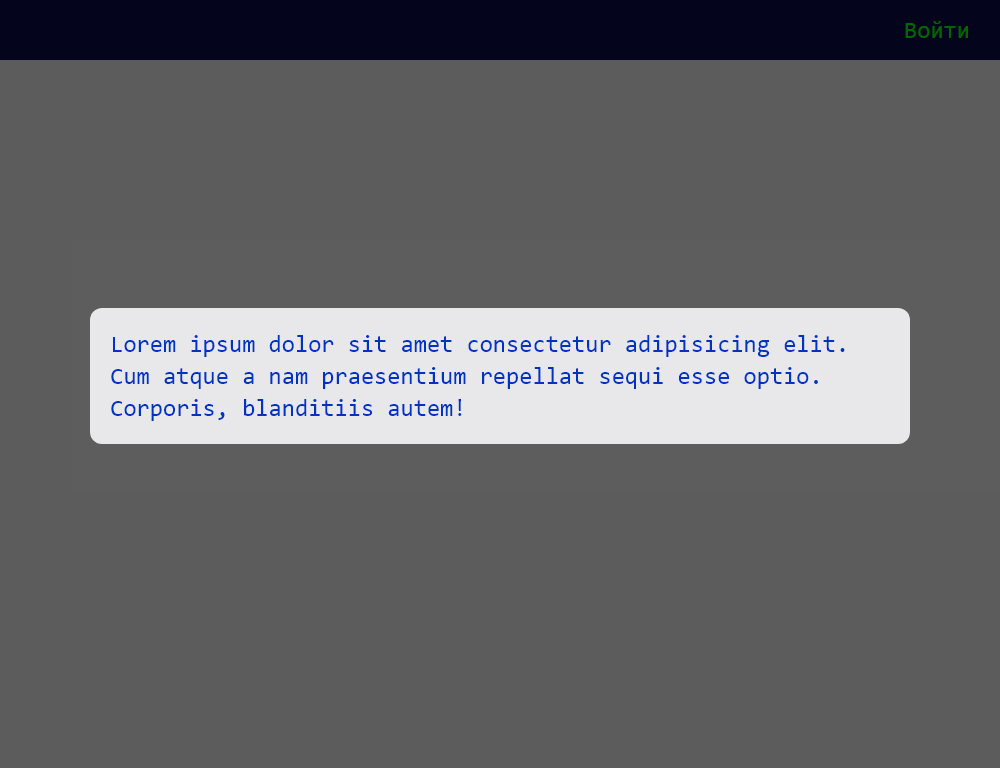 Войти
Lorem ipsum dolor sit amet consectetur adipisicing elit.
Cum atque a nam praesentium repellat sequi esse optio.
Corporis, blanditiis autem!